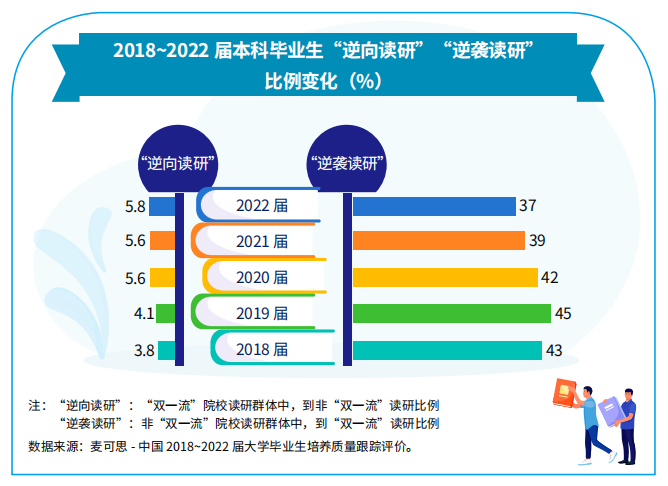 2018~2022 届本科毕业生“逆向读研”“逆袭读研”
比例变化（%）
“逆向读研”
“逆袭读研”
5.8 2022 届 37
5.6 2021 届 39
5.6 2020 届 42
4.1 2019 届 45
3.8 2018 届 43
注：“逆向读研”：“双一流”院校读研群体中，到非“双一流”读研比例
“逆袭读研”：非“双一流”院校读研群体中，到“双一流”读研比例
数据来源：麦可思 - 中国 2018~2022 届大学毕业生培养质量跟踪评价。